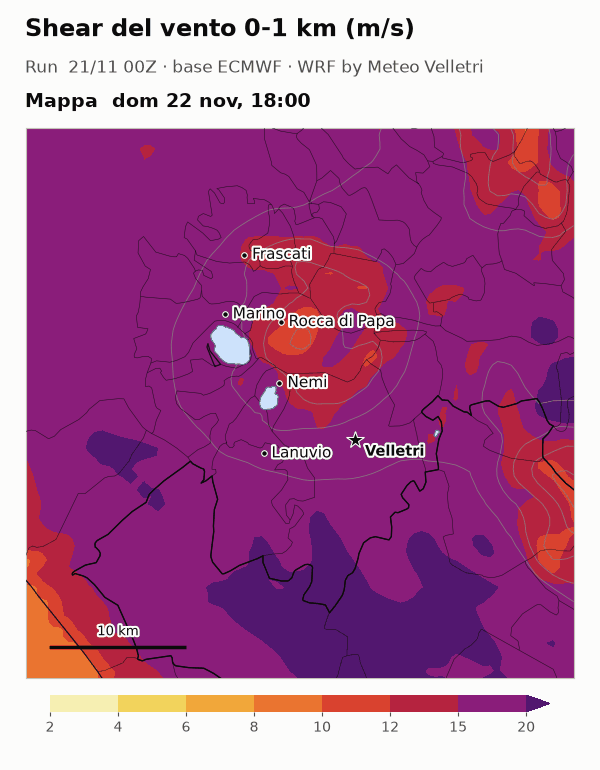 Shear del vento 0-1 km (m/s)
Run  21/11 00Z · base ECMWF · WRF by Meteo Velletri
Mappa  dom 22 nov, 18:00
Frascati
Marino
Rocca di Papa
Nemi
Velletri
Lanuvio
10 km
2 4 6 8 10 12 15 20